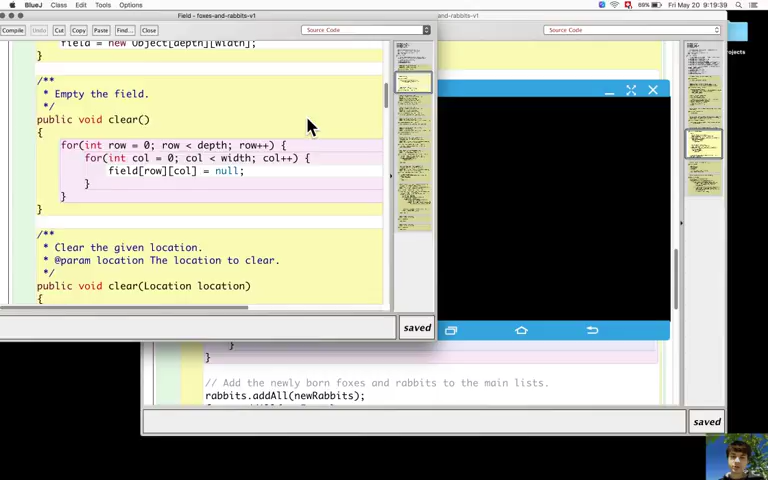 BlueJ Class Edit Tools Options
69% Fri May 20 9:19:39
Field - foxes-and-rabbits-v1
Compile Undo Cut Copy Paste Find... Close
Source Code
field = new Object[depth][width];
}
/**
* Empty the field.
*/
public void clear()
{
for(int row = 0; row < depth; row++) {
for(int col = 0; col < width; col++) {
field[row][col] = null;
}
}
}
/**
* Clear the given location.
* @param location The location to clear.
*/
public void clear(Location location)
{
saved
-and-rabbits-v1
Source Code
}
}
// Add the newly born foxes and rabbits to the main lists.
rabbits.addAll(newRabbits);
saved
rojects